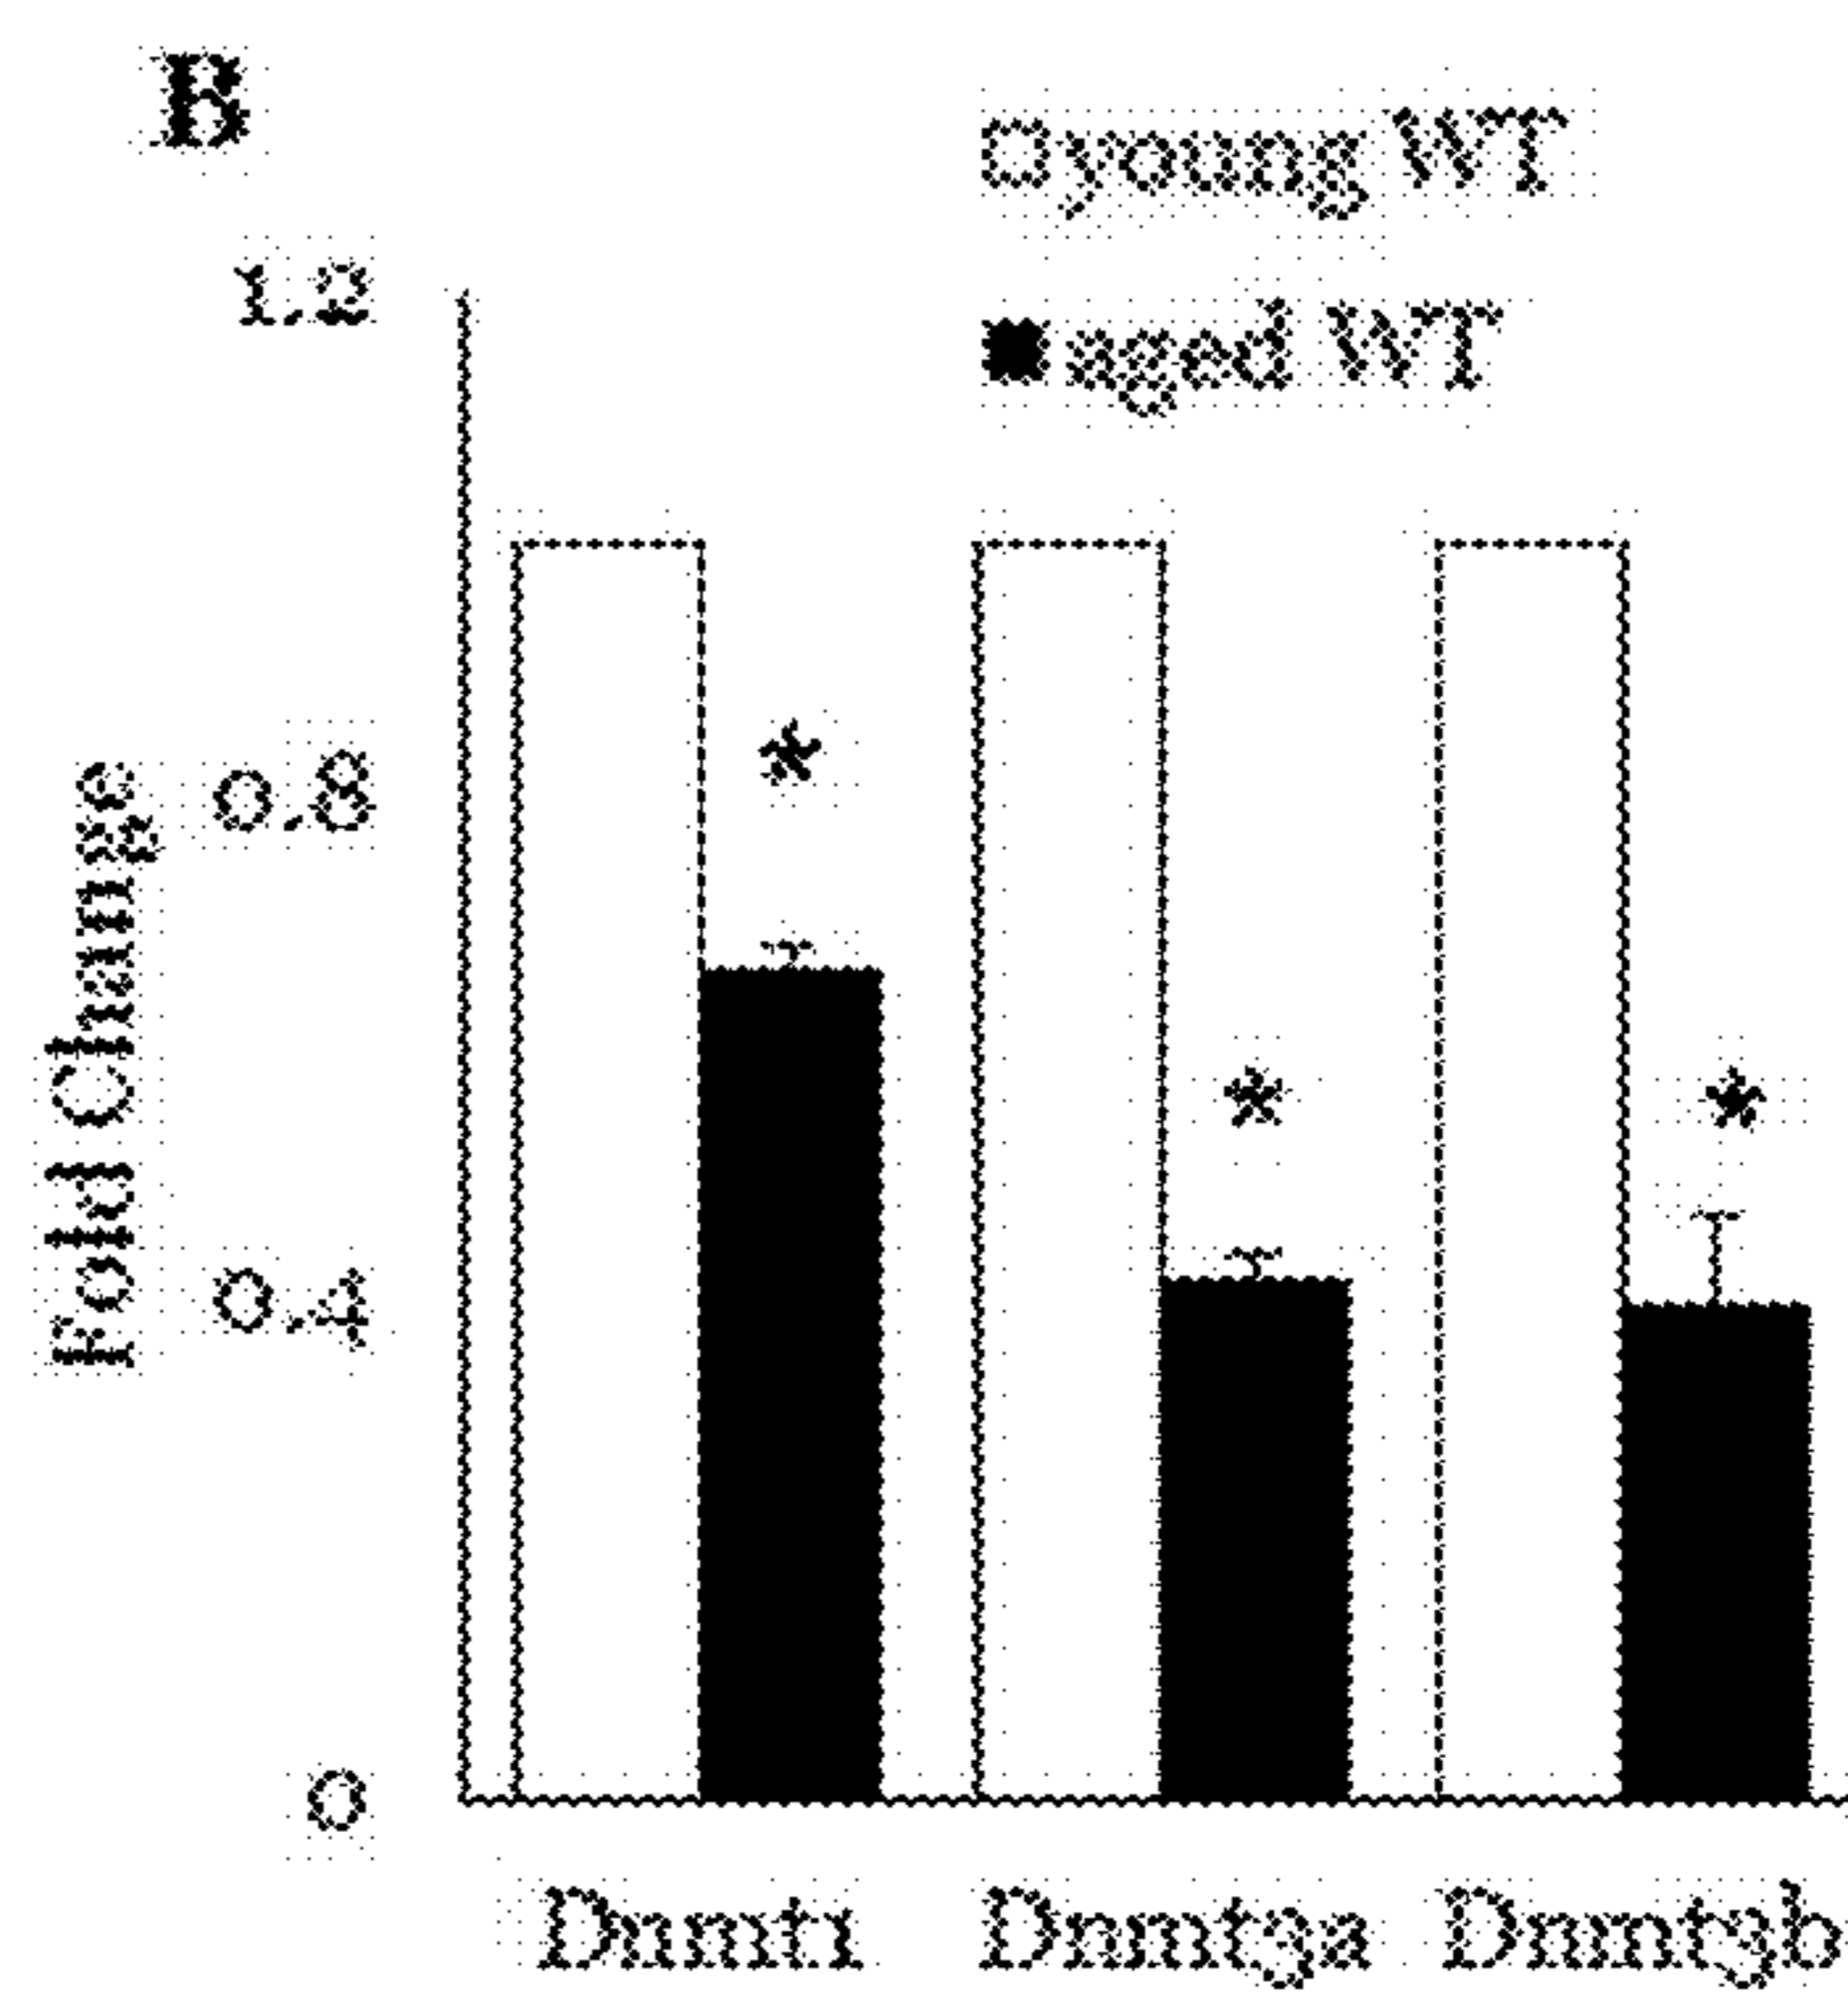 B
young WT
aged WT
1.2
0.8
0.4
0
Fold Change
*
*
*
Dnmt1 Dnmt3a Dnmt3b